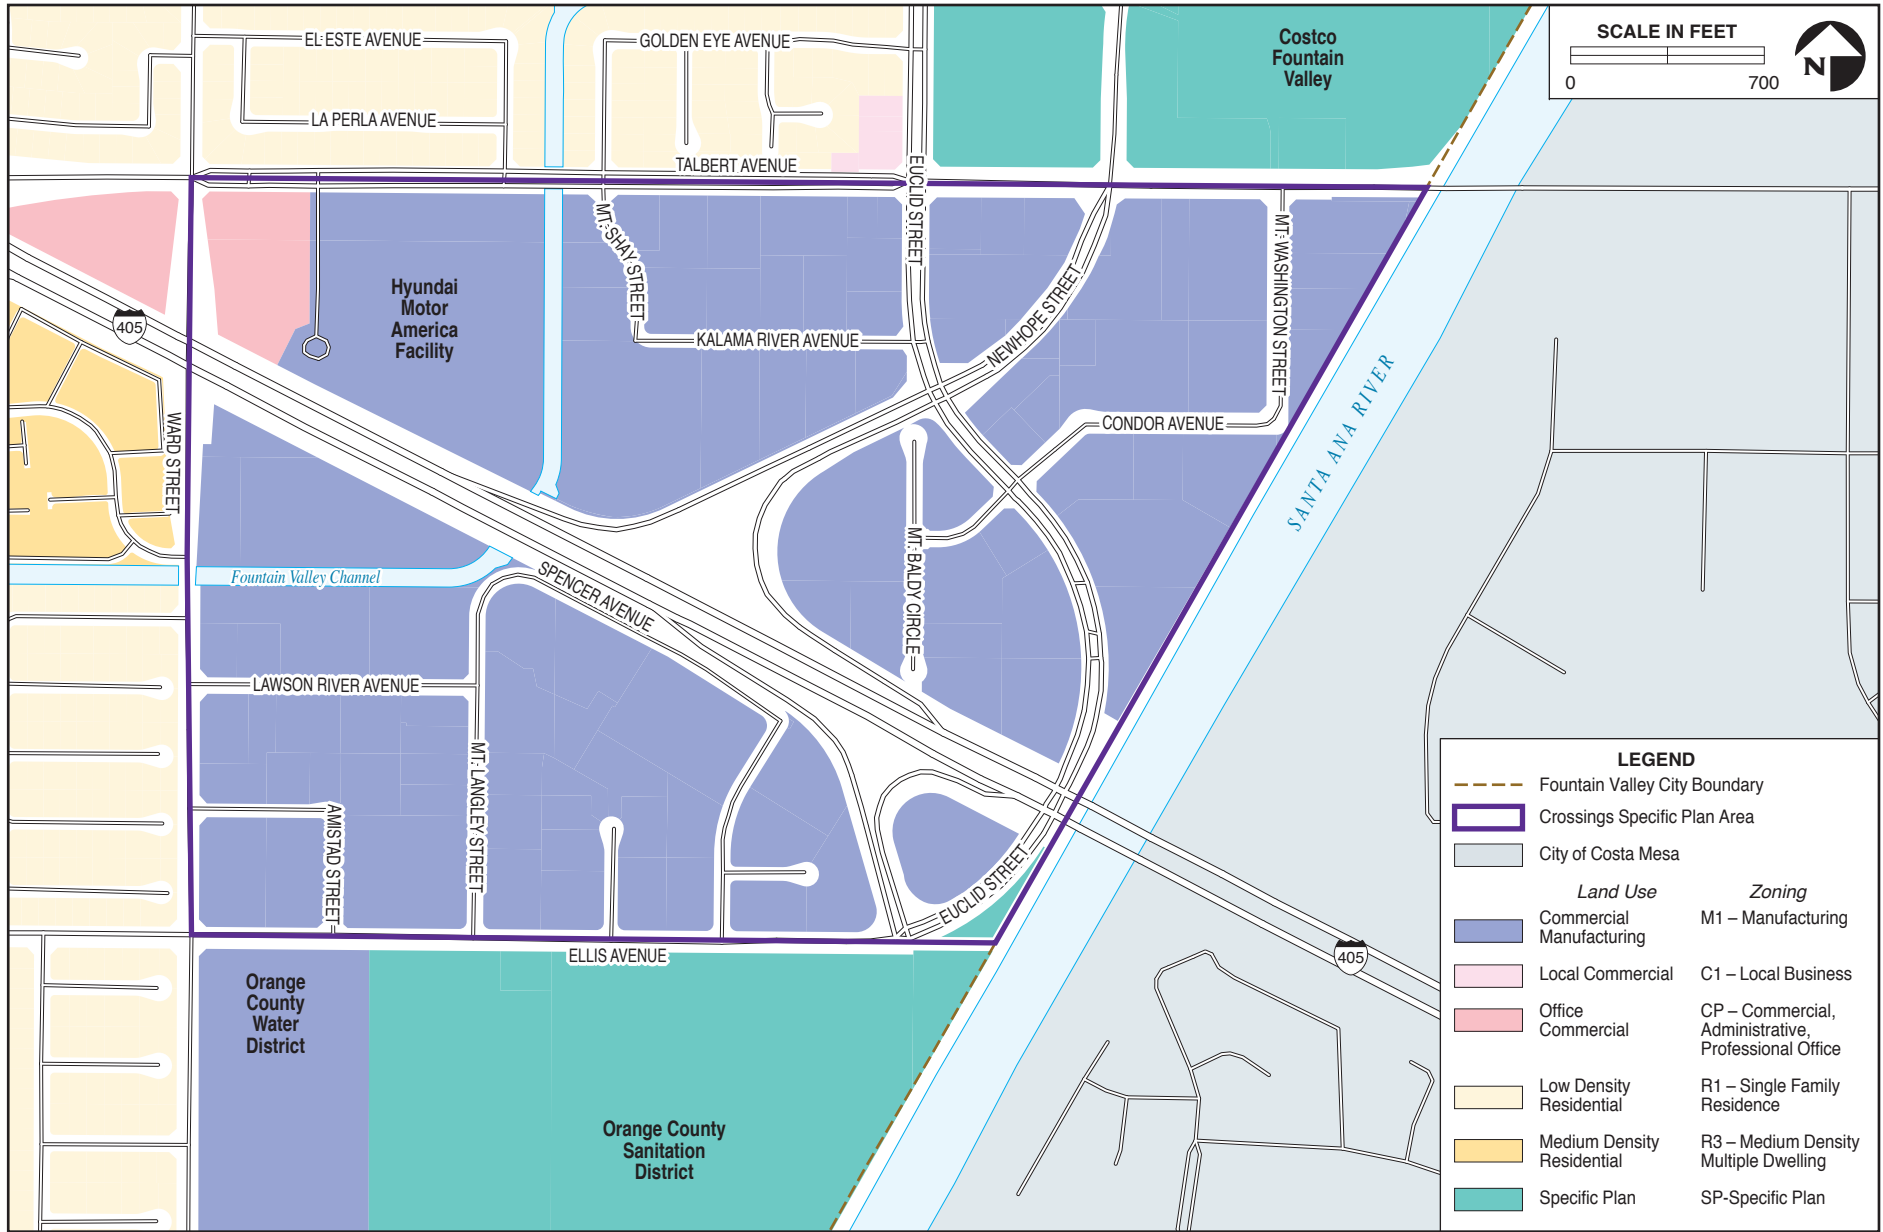 EL ESTE AVENUE
GOLDEN EYE AVENUE
Costco
Fountain
Valley
SCALE IN FEET
0
700
N
LA PERLA AVENUE
TALBERT AVENUE
EUCLID STREET
MT. SHAY STREET
MT. WASHINGTON STREET
Hyundai
Motor
America
Facility
405
KALAMA RIVER AVENUE
NEWHOPE STREET
WARD STREET
CONDOR AVENUE
SANTA ANA RIVER
Fountain Valley Channel
SPENCER AVENUE
MT. BALDY CIRCLE
LAWSON RIVER AVENUE
MT. LANGLEY STREET
AMISTAD STREET
EUCLID STREET
ELLIS AVENUE
405
Orange
County
Water
District
Orange County
Sanitation
District
LEGEND
Fountain Valley City Boundary
Crossings Specific Plan Area
City of Costa Mesa
Land Use Zoning
Commercial M1 – Manufacturing
Manufacturing
Local Commercial C1 – Local Business
Office CP – Commercial,
Commercial Administrative,
Professional Office
Low Density R1 – Single Family
Residential Residence
Medium Density R3 – Medium Density
Residential Multiple Dwelling
Specific Plan SP-Specific Plan